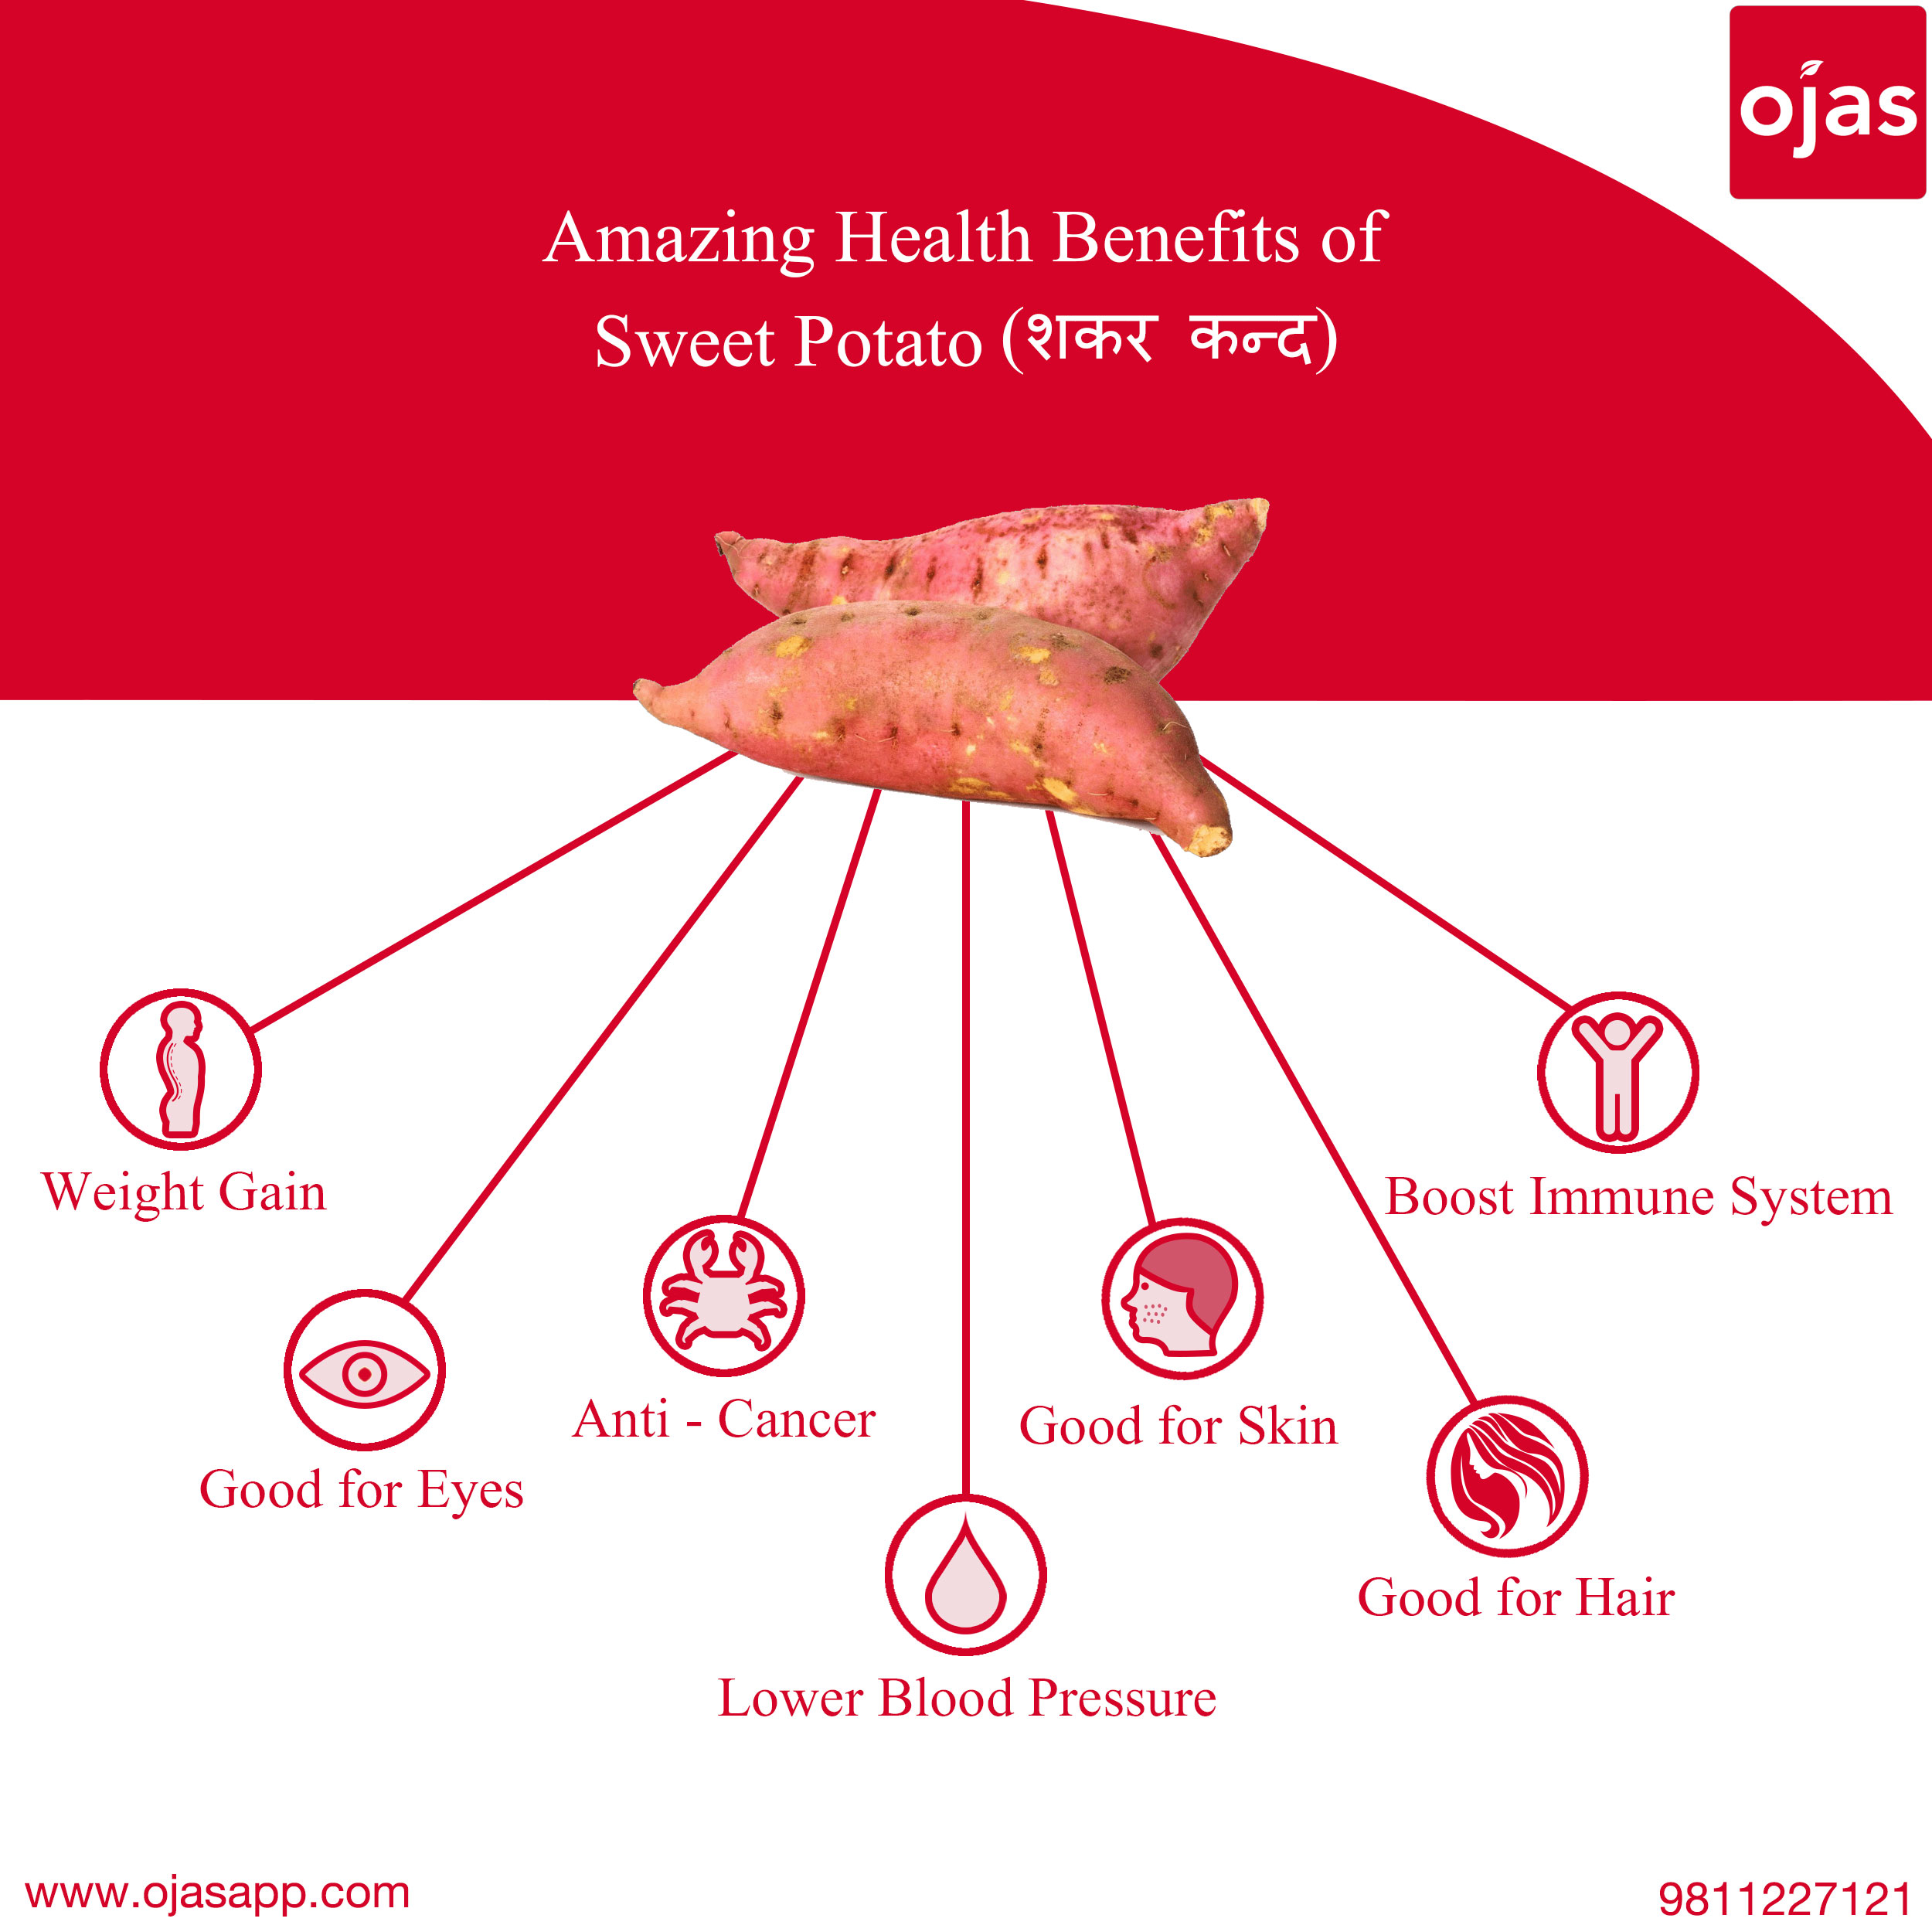 ojas
Amazing Health Benefits of
Sweet Potato (शकर कन्द)
Weight Gain
Boost Immune System
Anti - Cancer
Good for Skin
Good for Eyes
Good for Hair
Lower Blood Pressure
www.ojasapp.com
9811227121